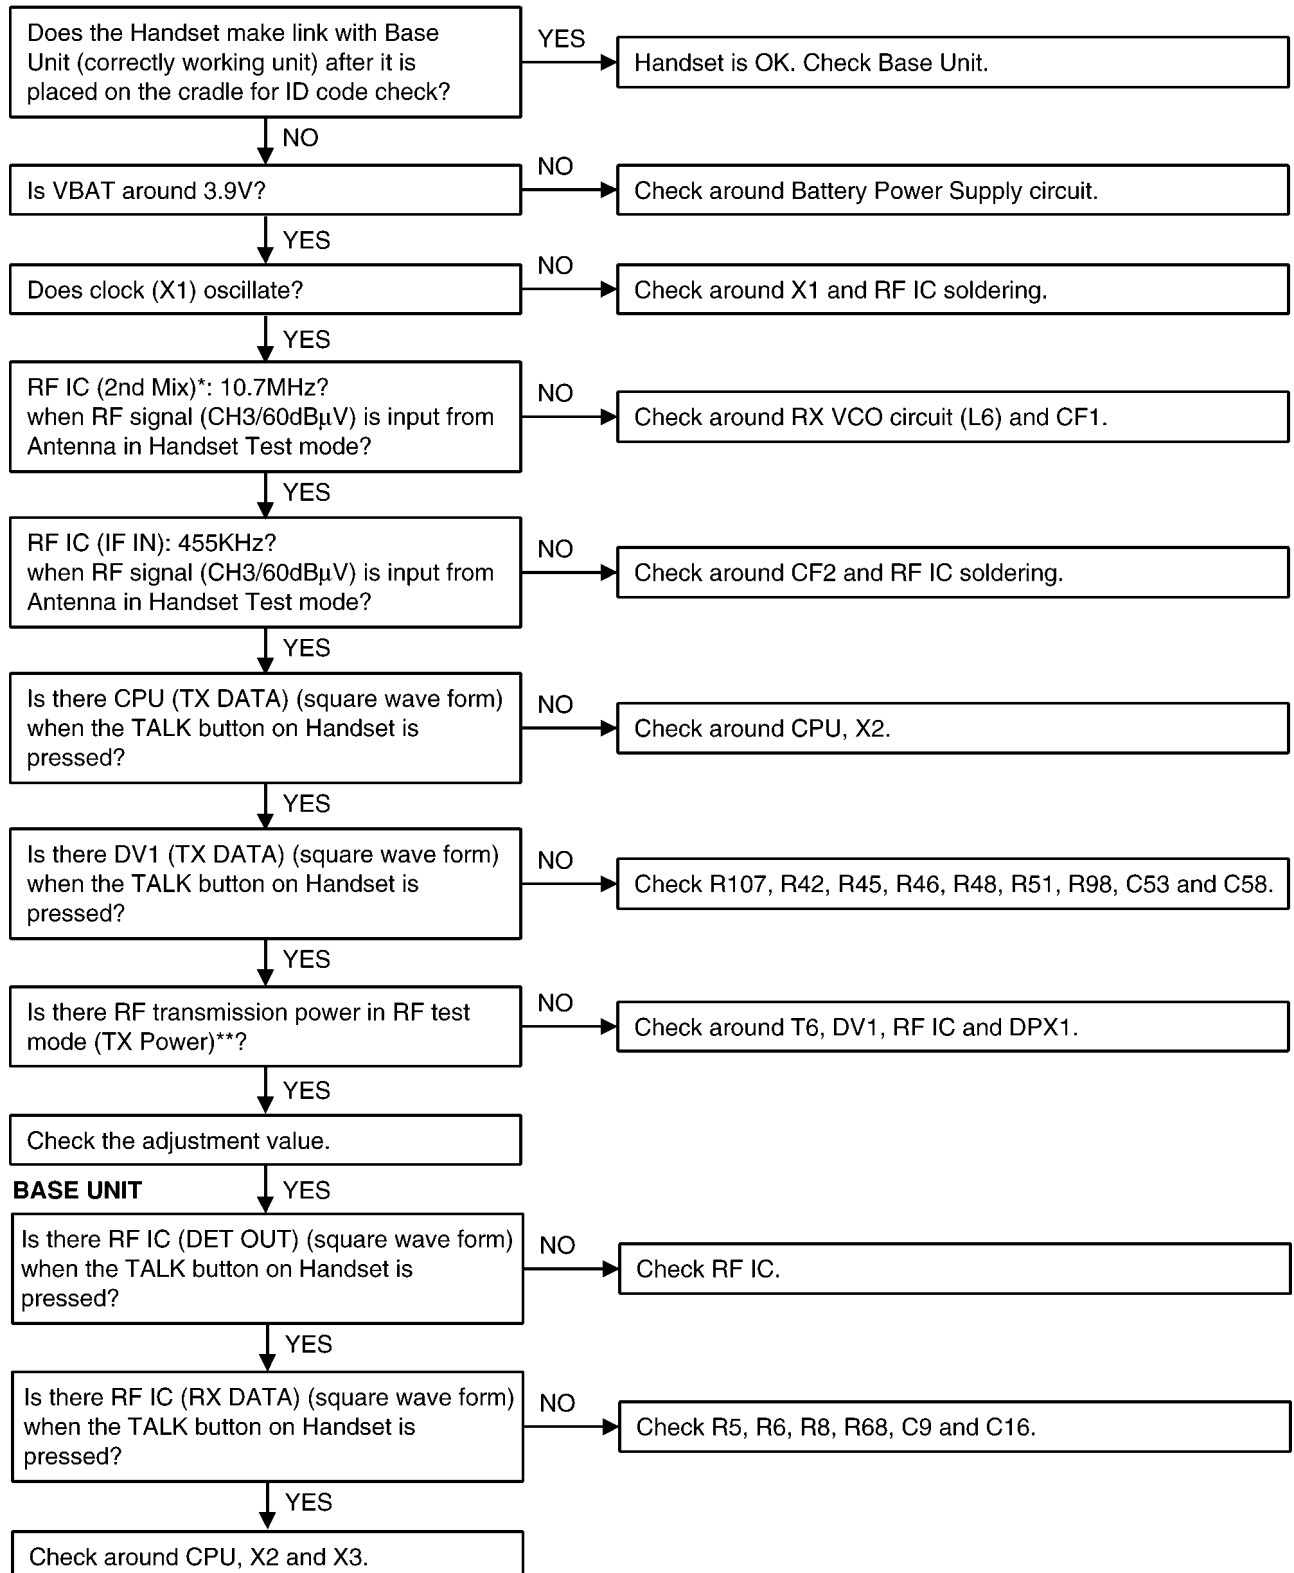 Does the Handset make link with Base
Unit (correctly working unit) after it is
placed on the cradle for ID code check?
YES
Handset is OK. Check Base Unit.
NO
Is VBAT around 3.9V?
NO
Check around Battery Power Supply circuit.
YES
Does clock (X1) oscillate?
NO
Check around X1 and RF IC soldering.
YES
RF IC (2nd Mix)*: 10.7MHz?
when RF signal (CH3/60dBμV) is input from
Antenna in Handset Test mode?
NO
Check around RX VCO circuit (L6) and CF1.
YES
RF IC (IF IN): 455KHz?
when RF signal (CH3/60dBμV) is input from
Antenna in Handset Test mode?
NO
Check around CF2 and RF IC soldering.
YES
Is there CPU (TX DATA) (square wave form)
when the TALK button on Handset is
pressed?
NO
Check around CPU, X2.
YES
Is there DV1 (TX DATA) (square wave form)
when the TALK button on Handset is
pressed?
NO
Check R107, R42, R45, R46, R48, R51, R98, C53 and C58.
YES
Is there RF transmission power in RF test
mode (TX Power)**?
NO
Check around T6, DV1, RF IC and DPX1.
YES
Check the adjustment value.
BASE UNIT
YES
Is there RF IC (DET OUT) (square wave form)
when the TALK button on Handset is
pressed?
NO
Check RF IC.
YES
Is there RF IC (RX DATA) (square wave form)
when the TALK button on Handset is
pressed?
NO
Check R5, R6, R8, R68, C9 and C16.
YES
Check around CPU, X2 and X3.